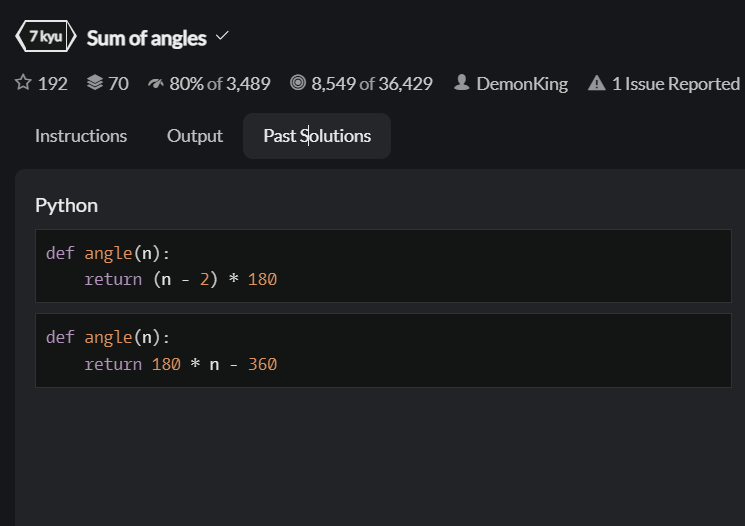 7 kyu Sum of angles
192 70 80% of 3,489 8,549 of 36,429 DemonKing 1 Issue Reported
Instructions Output Past Solutions
Python
def angle(n):
    return (n - 2) * 180
def angle(n):
    return 180 * n - 360